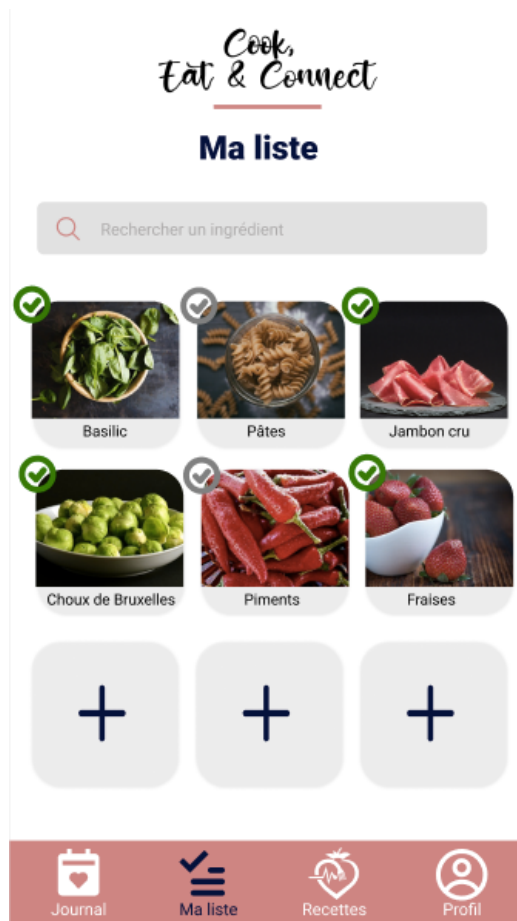 Cook,
Eat & Connect
Ma liste
Rechercher un ingrédient
Basilic
Pâtes
Jambon cru
Choux de Bruxelles
Piments
Fraises
Journal
Ma liste
Recettes
Profil